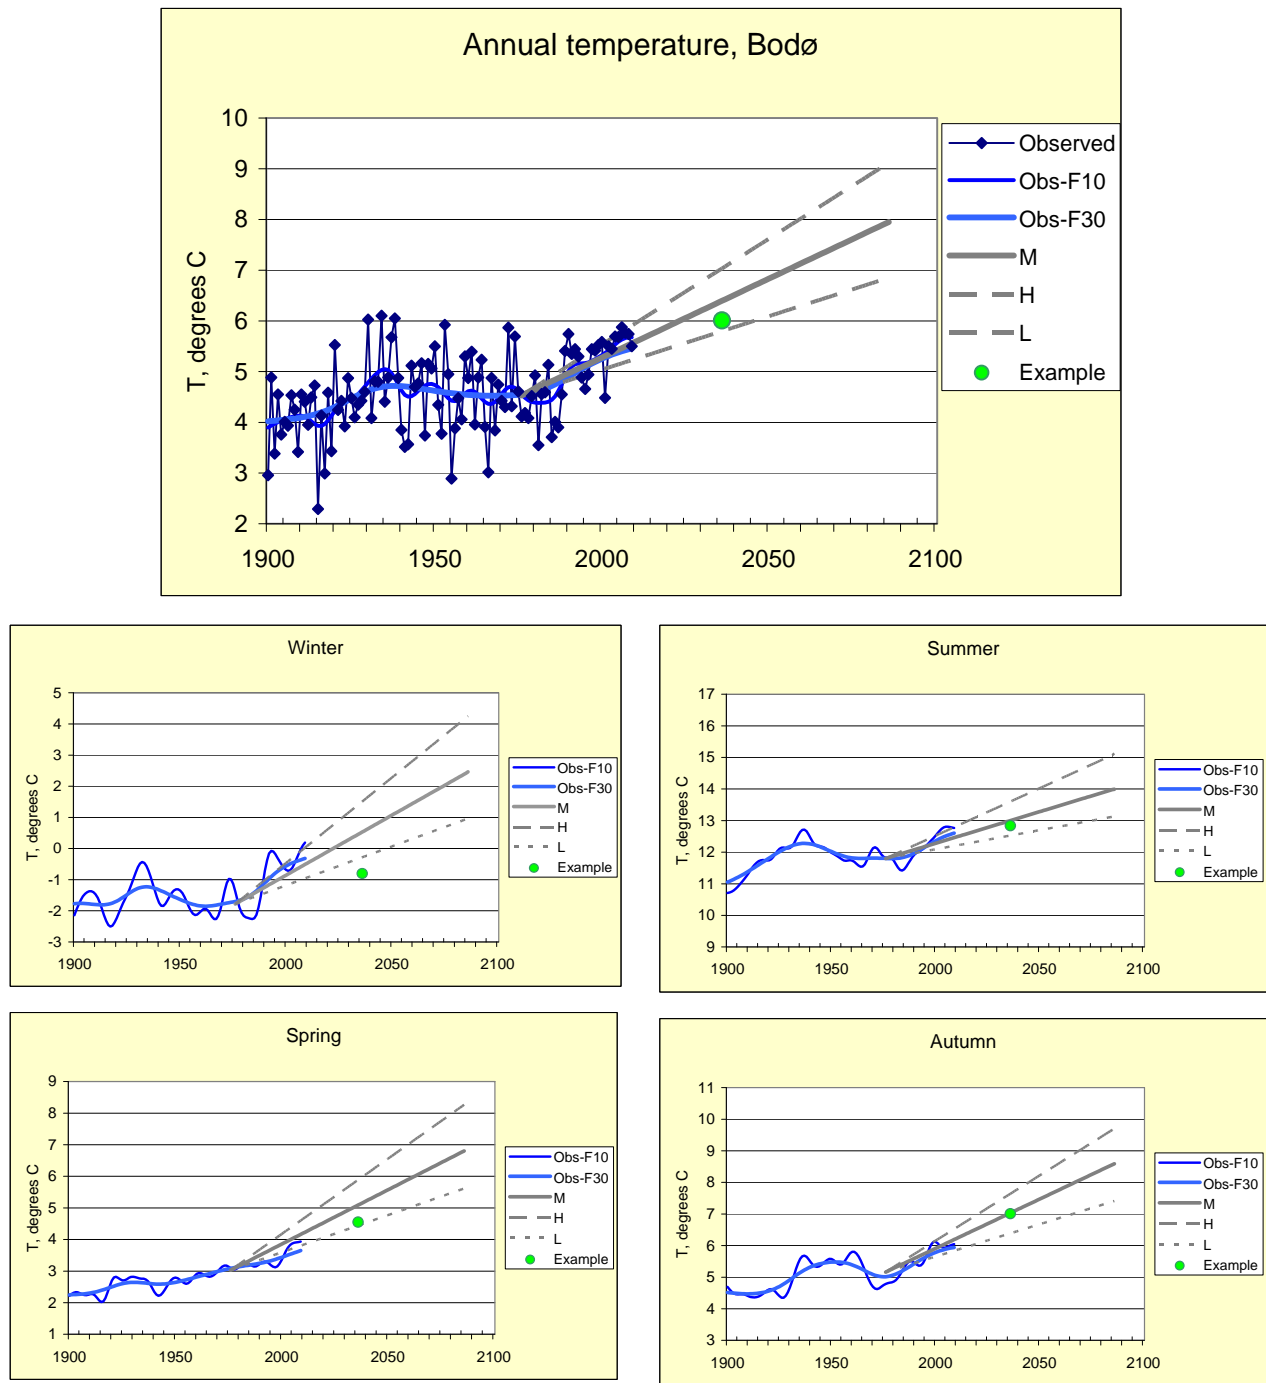 Annual temperature, Bodø
T, degrees C
10
9
8
7
6
5
4
3
2
1900 1950 2000 2050 2100
Observed
Obs-F10
Obs-F30
M
H
L
Example
Winter
T, degrees C
5
4
3
2
1
0
-1
-2
-3
1900 1950 2000 2050 2100
Obs-F10
Obs-F30
M
H
L
Example
Summer
T, degrees C
17
16
15
14
13
12
11
10
9
1900 1950 2000 2050 2100
Obs-F10
Obs-F30
M
H
L
Example
Spring
T, degrees C
9
8
7
6
5
4
3
2
1
1900 1950 2000 2050 2100
Obs-F10
Obs-F30
M
H
L
Example
Autumn
T, degrees C
11
10
9
8
7
6
5
4
3
1900 1950 2000 2050 2100
Obs-F10
Obs-F30
M
H
L
Example